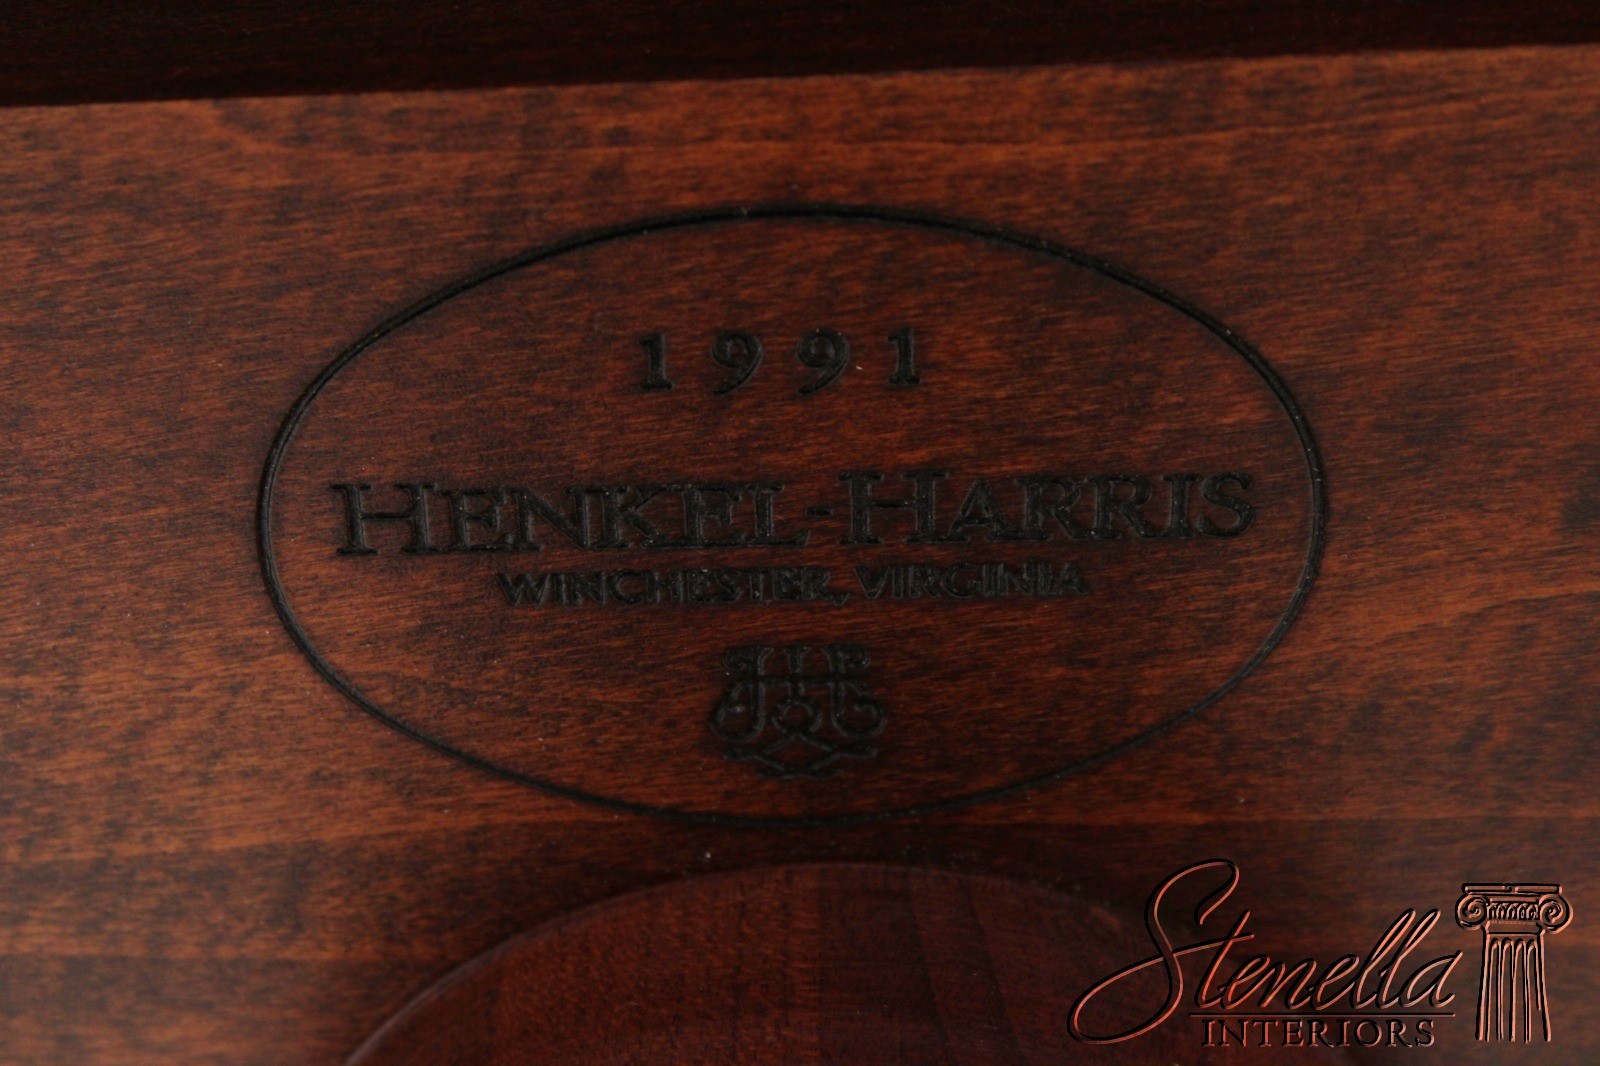 1991
HENKEL-HARRIS
WINCHESTER, VIRGINIA
Stenella
INTERIORS